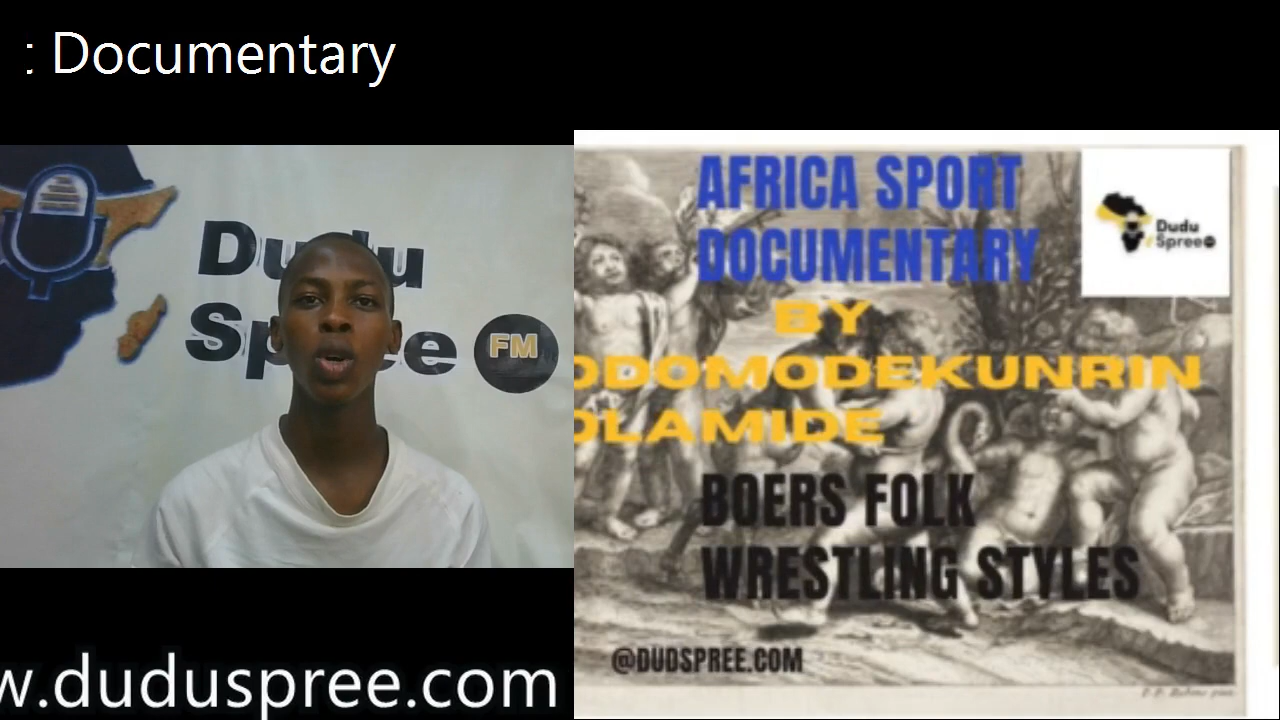 : Documentary
Dudu
Spree
FM
AFRICA SPORT
DOCUMENTARY
BY
ODOMODEKUNRIN
OLAMIDE
BOERS FOLK
WRESTLING STYLES
@DUDSPREE.COM
Dudu
Spree
w.duduspree.com